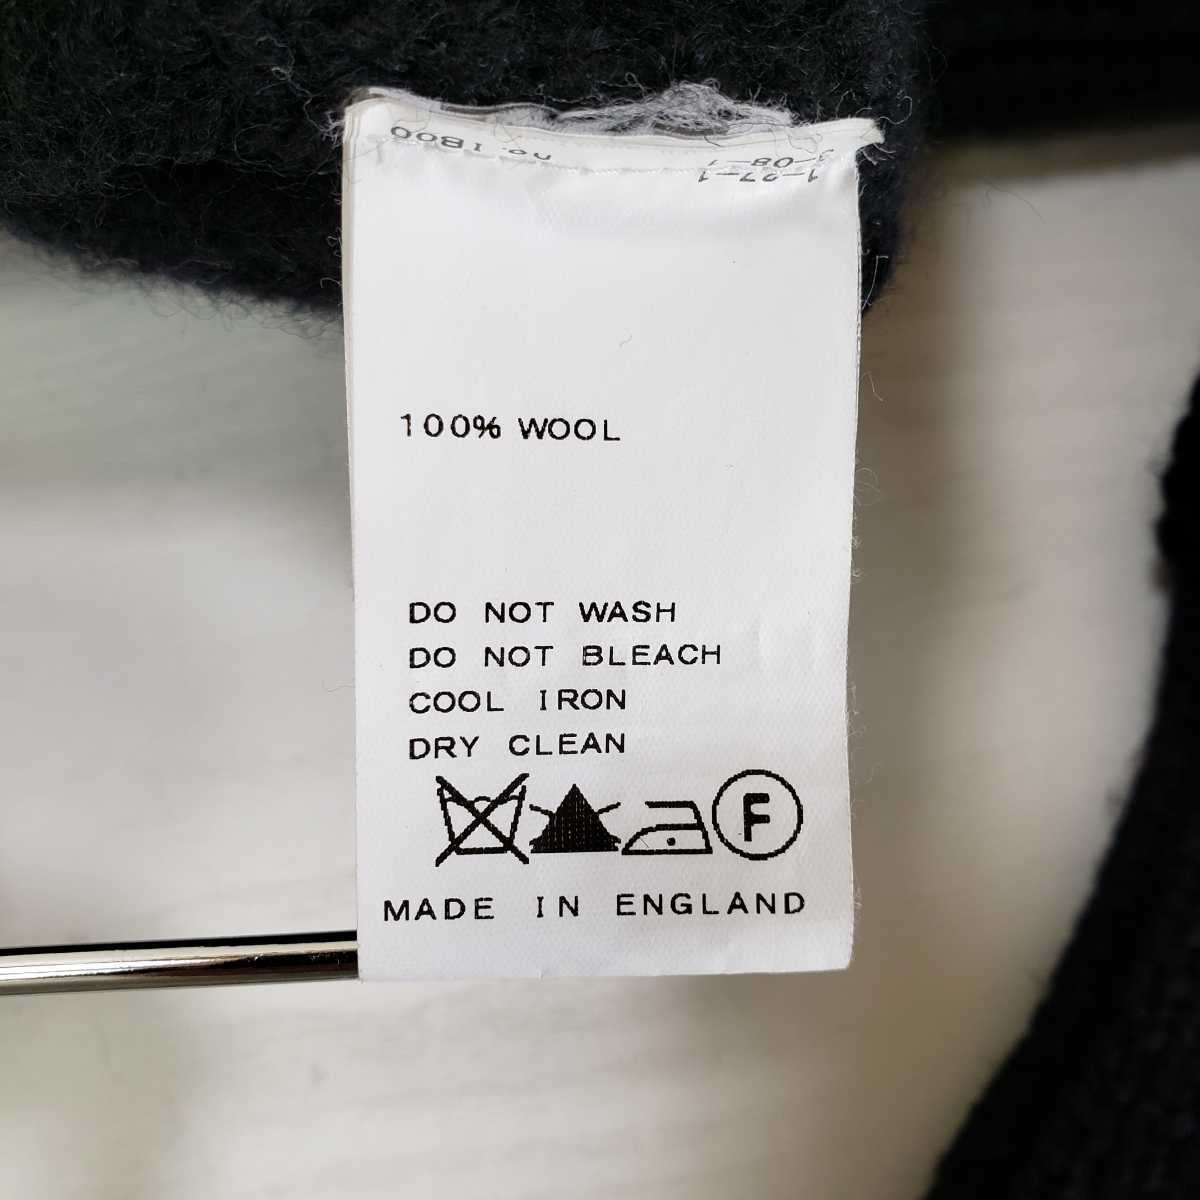 100% WOOL
DO NOT WASH
DO NOT BLEACH
COOL IRON
DRY CLEAN
F
MADE IN ENGLAND